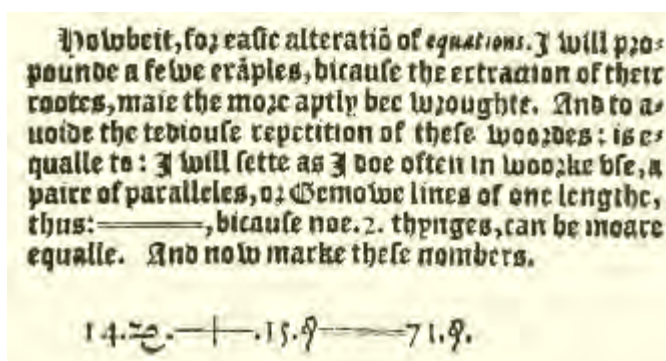 Howbeit, for easie alteratiõ of equations. I will pro-
pounde a fewe exãples, bicause the extraction of their
rootes, maie the more aptly bee wroughte. And to a-
uoide the tediouse repetition of these woordes: is e-
qualle to: I will sette as I doe often in woorke vse, a
paire of paralleles, or Gemowe lines of one lengthe,
thus: =====, bicause noe. 2. thynges, can be moare
equalle. And now marke these nombers.
14.ⳅ.—+—.15.ꝯ=====71.ꝯ.